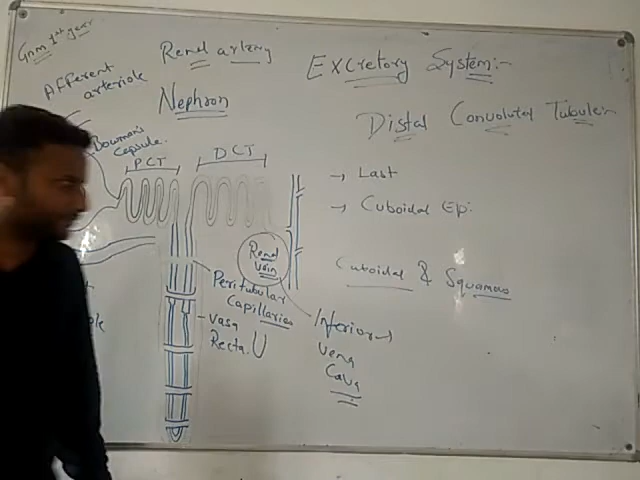 Gnm 1st year
Renal artery
Excretory System:-
Afferent
arteriole
Nephron
Distal Convoluted Tubule:-
Bowman's
Capsule.
PCT
DCT
→ Last
→ Cuboidal Ep:
Renal
Vein
Cuboidal & Squamous
Peritubular
Capillaries
Vasa
Recta. U
Inferior →
Vena
Cava